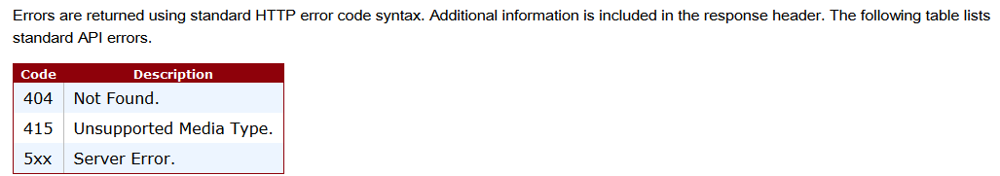 Errors are returned using standard HTTP error code syntax. Additional information is included in the response header. The following table lists
standard API errors.
Code Description
404 Not Found.
415 Unsupported Media Type.
5xx Server Error.